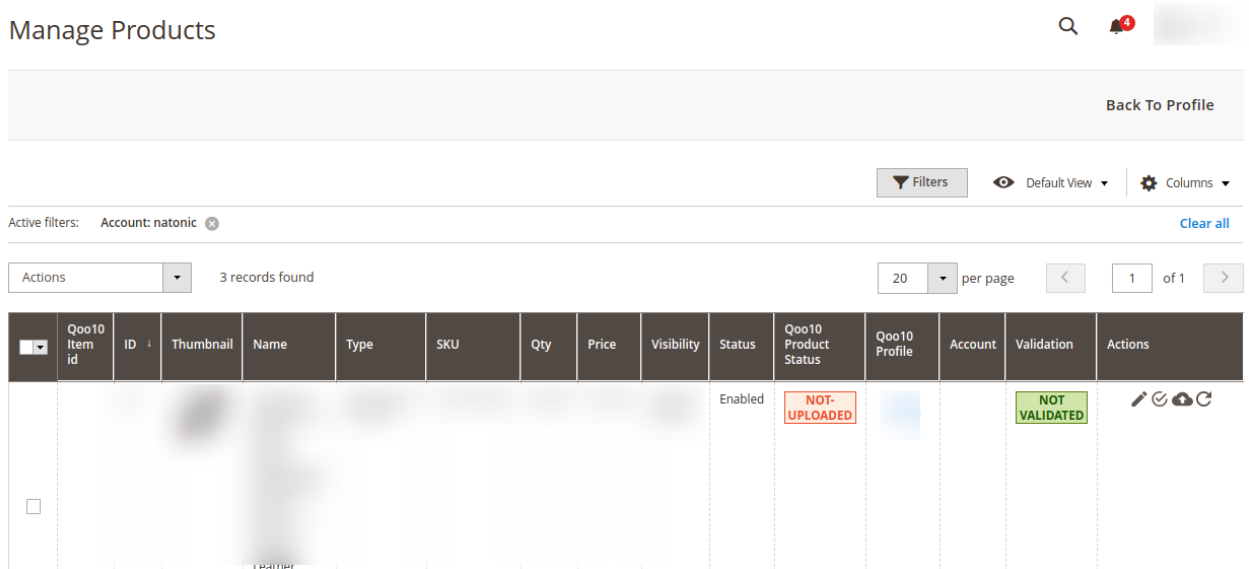 Manage Products
4
Back To Profile
Filters
Default View
Columns
Active filters: Account: natonic
Clear all
Actions
3 records found
20 per page
1 of 1
Qoo10 Item id
ID
Thumbnail
Name
Type
SKU
Qty
Price
Visibility
Status
Qoo10 Product Status
Qoo10 Profile
Account
Validation
Actions
Enabled
NOT-
UPLOADED
NOT
VALIDATED
Leather